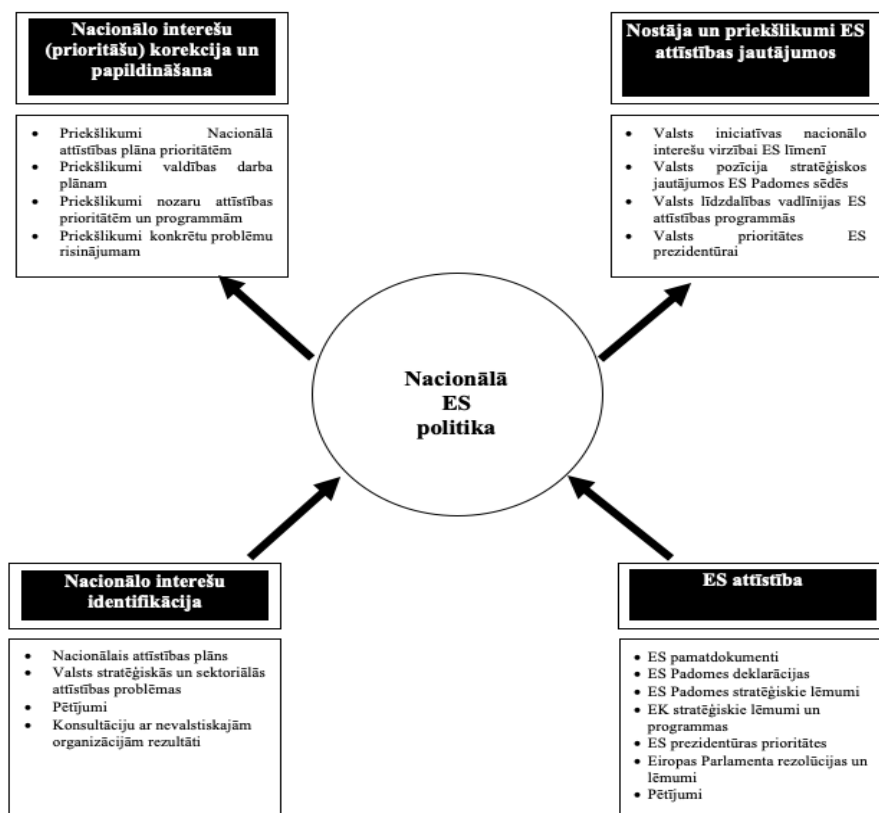 Nacionālo interešu
(prioritāšu) korekcija un
papildināšana
• Priekšlikumi Nacionālā
attīstības plāna prioritātēm
• Priekšlikumi valdības darba
plānam
• Priekšlikumi nozaru attīstības
prioritātēm un programmām
• Priekšlikumi konkrētu problēmu
risinājumam
Nostāja un priekšlikumi ES
attīstības jautājumos
• Valsts iniciatīvas nacionālo
interešu virzībai ES līmenī
• Valsts pozīcija stratēģiskos
jautājumos ES Padomes sēdēs
• Valsts līdzdalības vadlīnijas ES
attīstības programmās
• Valsts prioritātes ES
prezidentūrai
Nacionālā
ES
politika
Nacionālo interešu
identifikācija
• Nacionālais attīstības plāns
• Valsts stratēģiskās un sektoriālās
attīstības problēmas
• Pētījumi
• Konsultāciju ar nevalstiskajām
organizācijām rezultāti
ES attīstība
• ES pamatdokumenti
• ES Padomes deklarācijas
• ES Padomes stratēģiskie lēmumi
• EK stratēģiskie lēmumi un
programmas
• ES prezidentūras prioritātes
• Eiropas Parlamenta rezolūcijas un
lēmumi
• Pētījumi